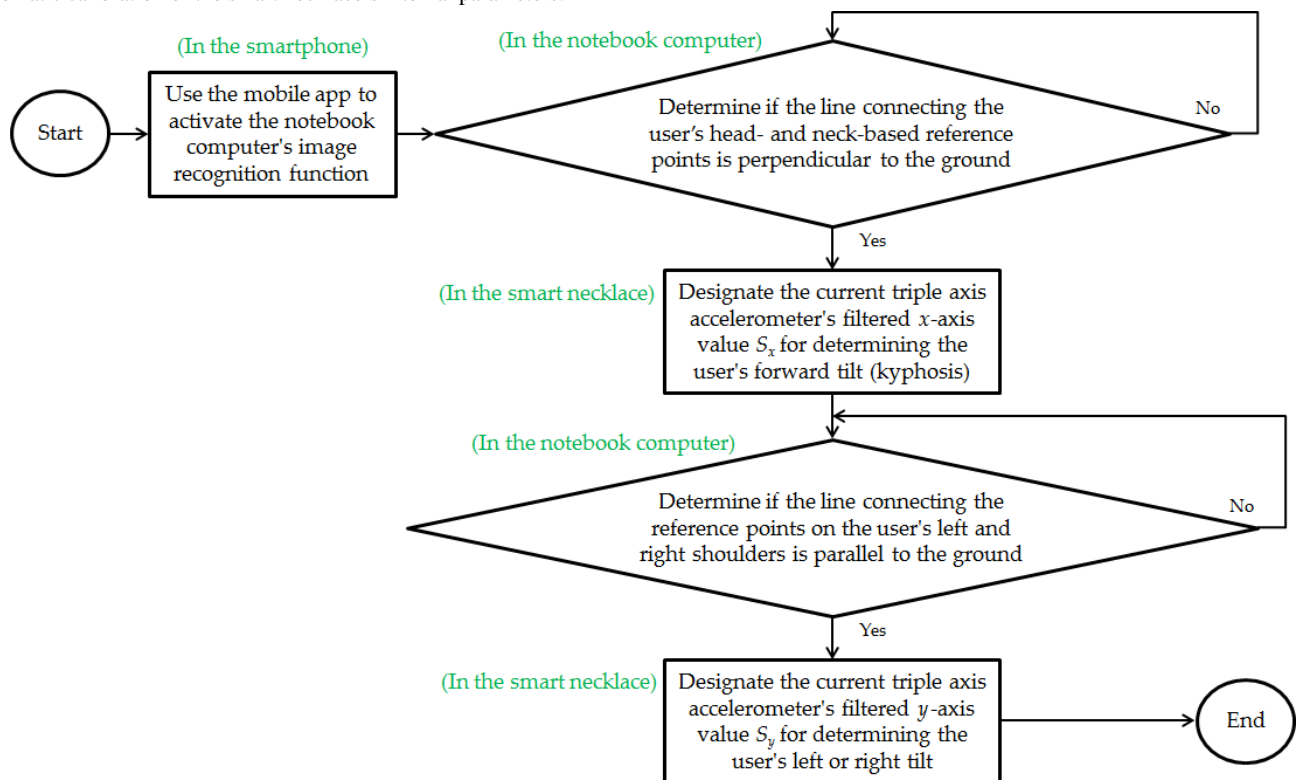 (In the smartphone)
(In the notebook computer)
Start
Use the mobile app to
activate the notebook
computer's image
recognition function
Determine if the line connecting the
user's head- and neck-based reference
points is perpendicular to the ground
No
Yes
(In the smart necklace)
Designate the current triple axis
accelerometer's filtered x-axis
value Sx for determining the
user's forward tilt (kyphosis)
(In the notebook computer)
Determine if the line connecting the
reference points on the user's left and
right shoulders is parallel to the ground
No
Yes
(In the smart necklace)
Designate the current triple axis
accelerometer's filtered y-axis
value Sy for determining the
user's left or right tilt
End